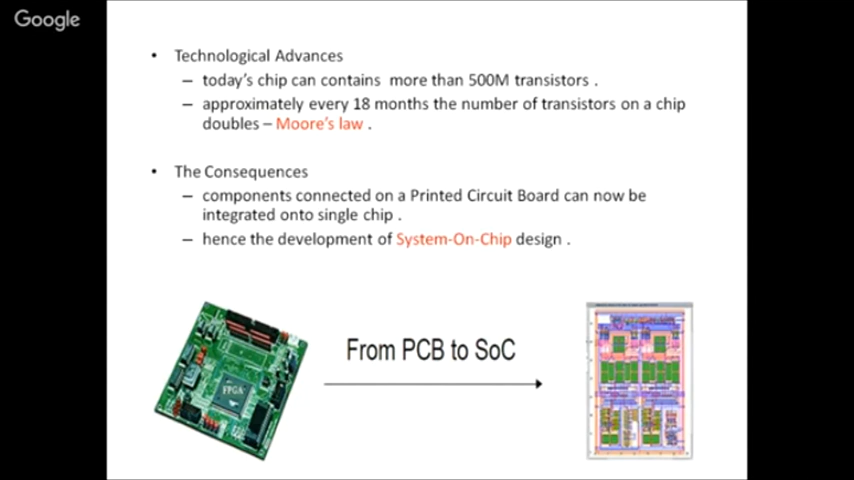 Google
• Technological Advances
– today's chip can contains more than 500M transistors .
– approximately every 18 months the number of transistors on a chip
doubles – Moore's law .
• The Consequences
– components connected on a Printed Circuit Board can now be
integrated onto single chip .
– hence the development of System-On-Chip design .
From PCB to SoC
FPGA